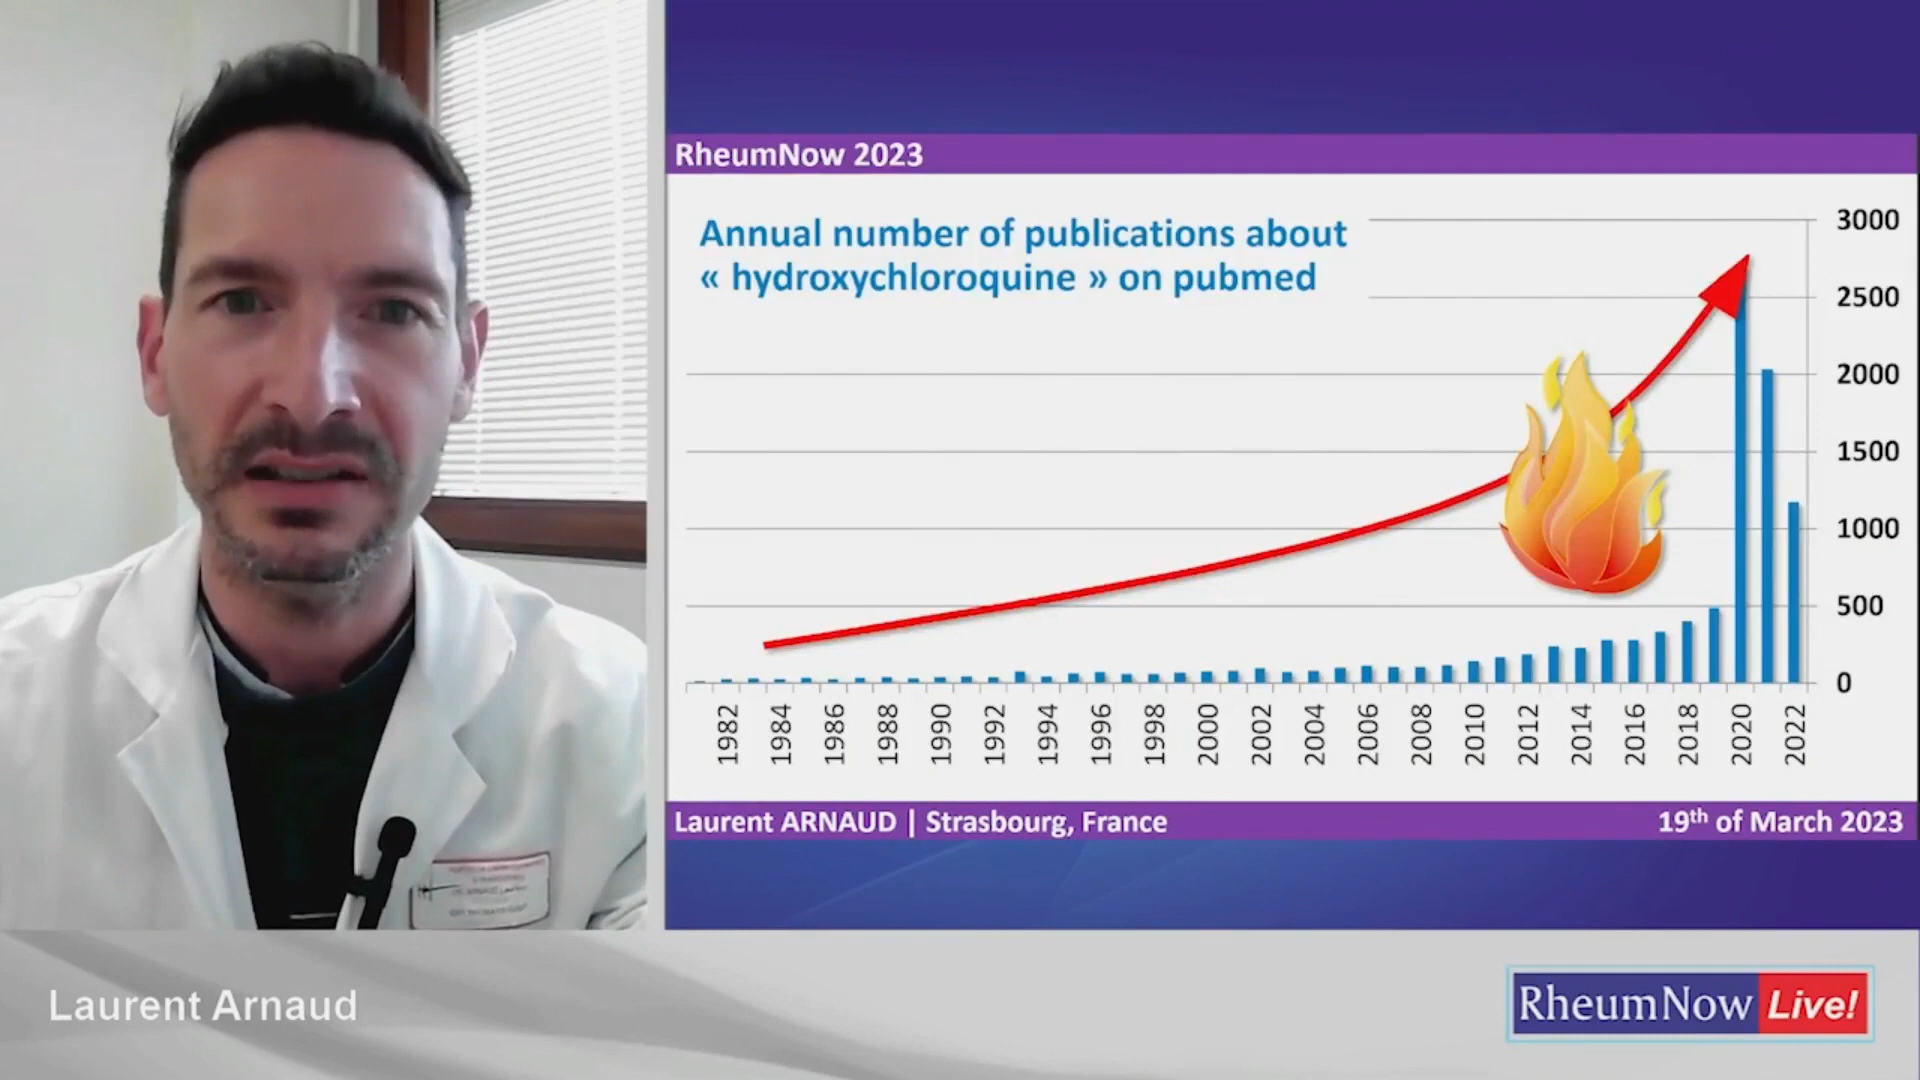 RheumNow 2023
Annual number of publications about
« hydroxychloroquine » on pubmed
3000
2500
2000
1500
1000
500
0
1982 1984 1986 1988 1990 1992 1994 1996 1998 2000 2002 2004 2006 2008 2010 2012 2014 2016 2018 2020 2022
Laurent ARNAUD | Strasbourg, France
19th of March 2023
Laurent Arnaud
RheumNow Live!